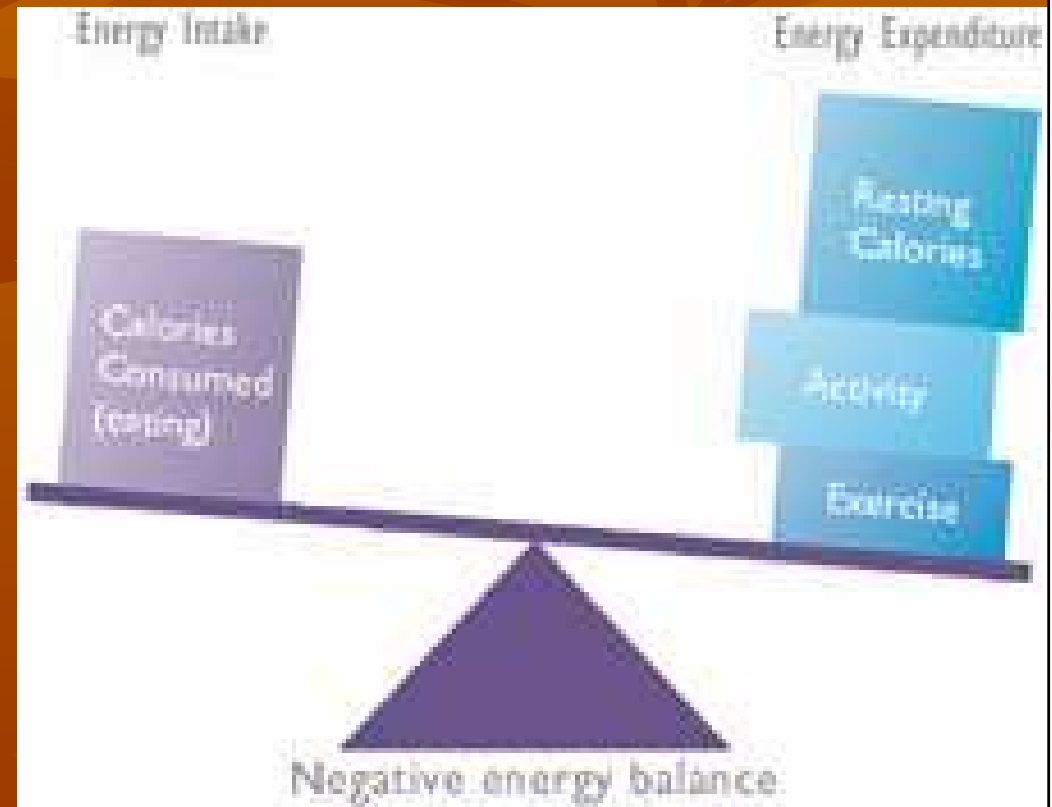 Energy Intake
Energy Expenditure
Resting
Calories
Calories
Consumed
(eating)
Activity
Exercise
Negative energy balance